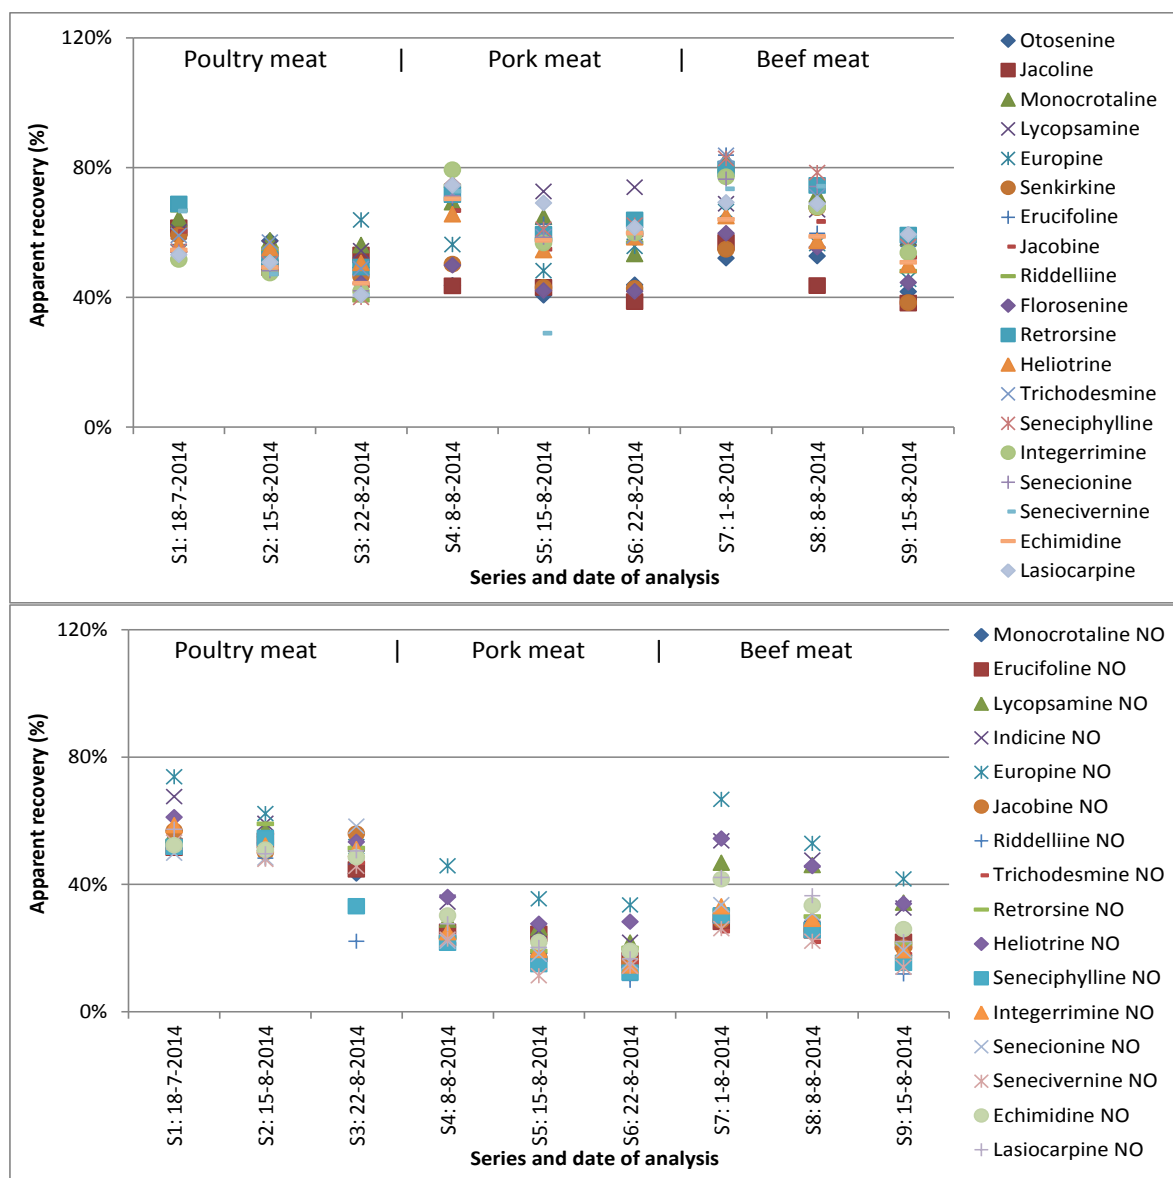 120%
80%
40%
0%
Apparent recovery (%)
Poultry meat | Pork meat | Beef meat
S1: 18-7-2014
S2: 15-8-2014
S3: 22-8-2014
S4: 8-8-2014
S5: 15-8-2014
S6: 22-8-2014
S7: 1-8-2014
S8: 8-8-2014
S9: 15-8-2014
Series and date of analysis
Otosenine
Jacoline
Monocrotaline
Lycopsamine
Europine
Senkirkine
Erucifoline
Jacobine
Riddelliine
Florosenine
Retrorsine
Heliotrine
Trichodesmine
Seneciphylline
Integerrimine
Senecionine
Senecivernine
Echimidine
Lasiocarpine
120%
80%
40%
0%
Apparent recovery (%)
Poultry meat | Pork meat | Beef meat
S1: 18-7-2014
S2: 15-8-2014
S3: 22-8-2014
S4: 8-8-2014
S5: 15-8-2014
S6: 22-8-2014
S7: 1-8-2014
S8: 8-8-2014
S9: 15-8-2014
Series and date of analysis
Monocrotaline NO
Erucifoline NO
Lycopsamine NO
Indicine NO
Europine NO
Jacobine NO
Riddelliine NO
Trichodesmine NO
Retrorsine NO
Heliotrine NO
Seneciphylline NO
Integerrimine NO
Senecionine NO
Senecivernine NO
Echimidine NO
Lasiocarpine NO